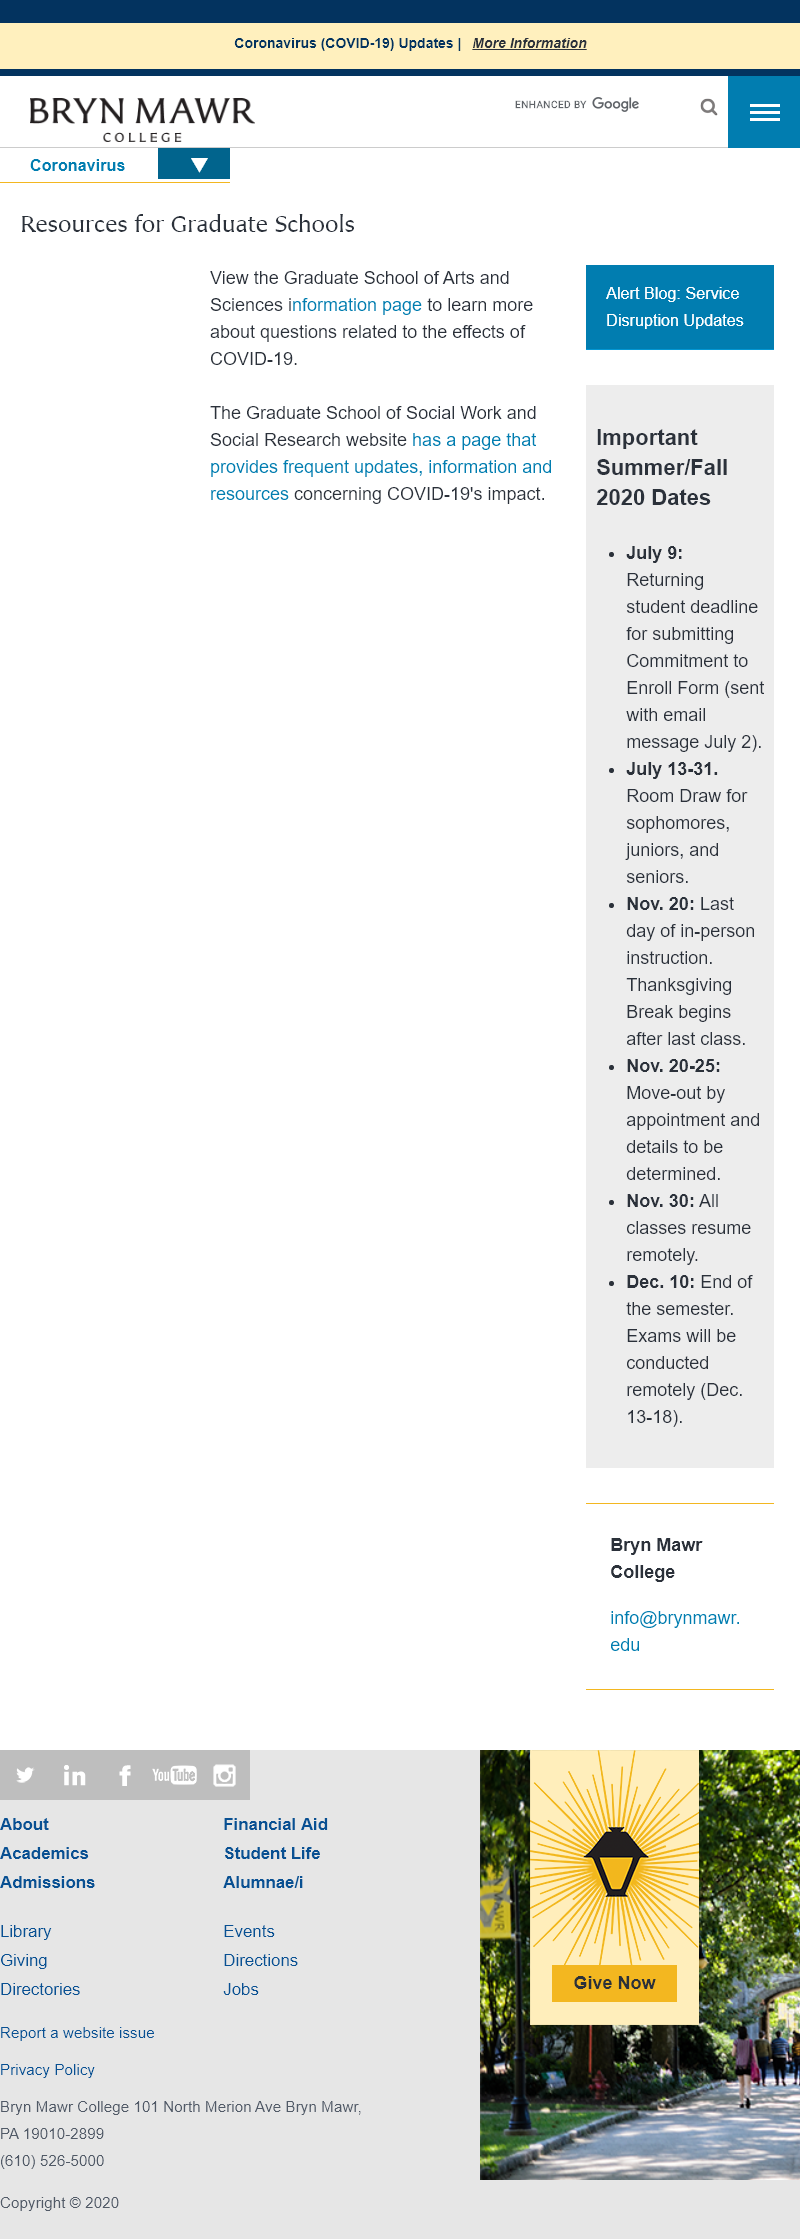 Coronavirus (COVID-19) Updates | More Information
BRYN MAWR
COLLEGE
ENHANCED BY Google
Coronavirus
Resources for Graduate Schools
View the Graduate School of Arts and
Sciences information page to learn more
about questions related to the effects of
COVID-19.
The Graduate School of Social Work and
Social Research website has a page that
provides frequent updates, information and
resources concerning COVID-19's impact.
Alert Blog: Service
Disruption Updates
Important
Summer/Fall
2020 Dates
• July 9:
Returning
student deadline
for submitting
Commitment to
Enroll Form (sent
with email
message July 2).
• July 13-31.
Room Draw for
sophomores,
juniors, and
seniors.
• Nov. 20: Last
day of in-person
instruction.
Thanksgiving
Break begins
after last class.
• Nov. 20-25:
Move-out by
appointment and
details to be
determined.
• Nov. 30: All
classes resume
remotely.
• Dec. 10: End of
the semester.
Exams will be
conducted
remotely (Dec.
13-18).
Bryn Mawr
College
info@brynmawr.
edu
You Tube
About
Academics
Admissions
Financial Aid
Student Life
Alumnae/i
Library
Giving
Directories
Events
Directions
Jobs
Report a website issue
Privacy Policy
Bryn Mawr College 101 North Merion Ave Bryn Mawr,
PA 19010-2899
(610) 526-5000
Copyright © 2020
Give Now